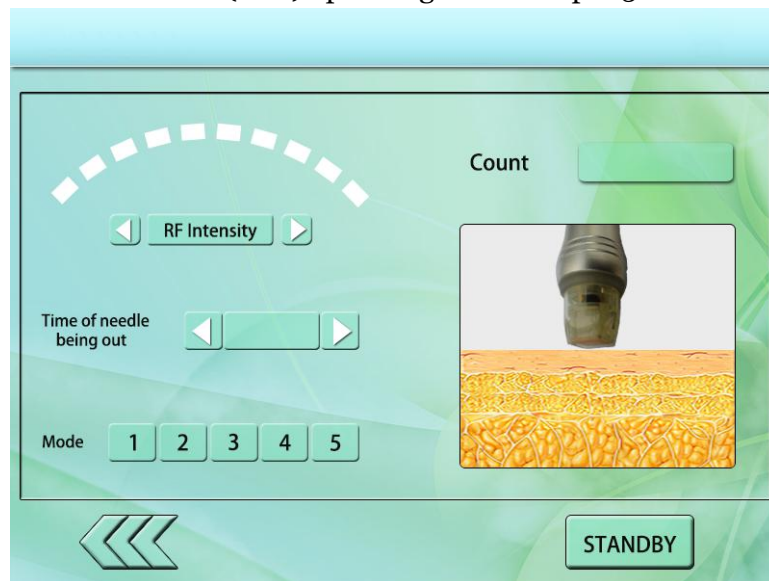 Count
RF Intensity
Time of needle
being out
Mode 1 2 3 4 5
STANDBY